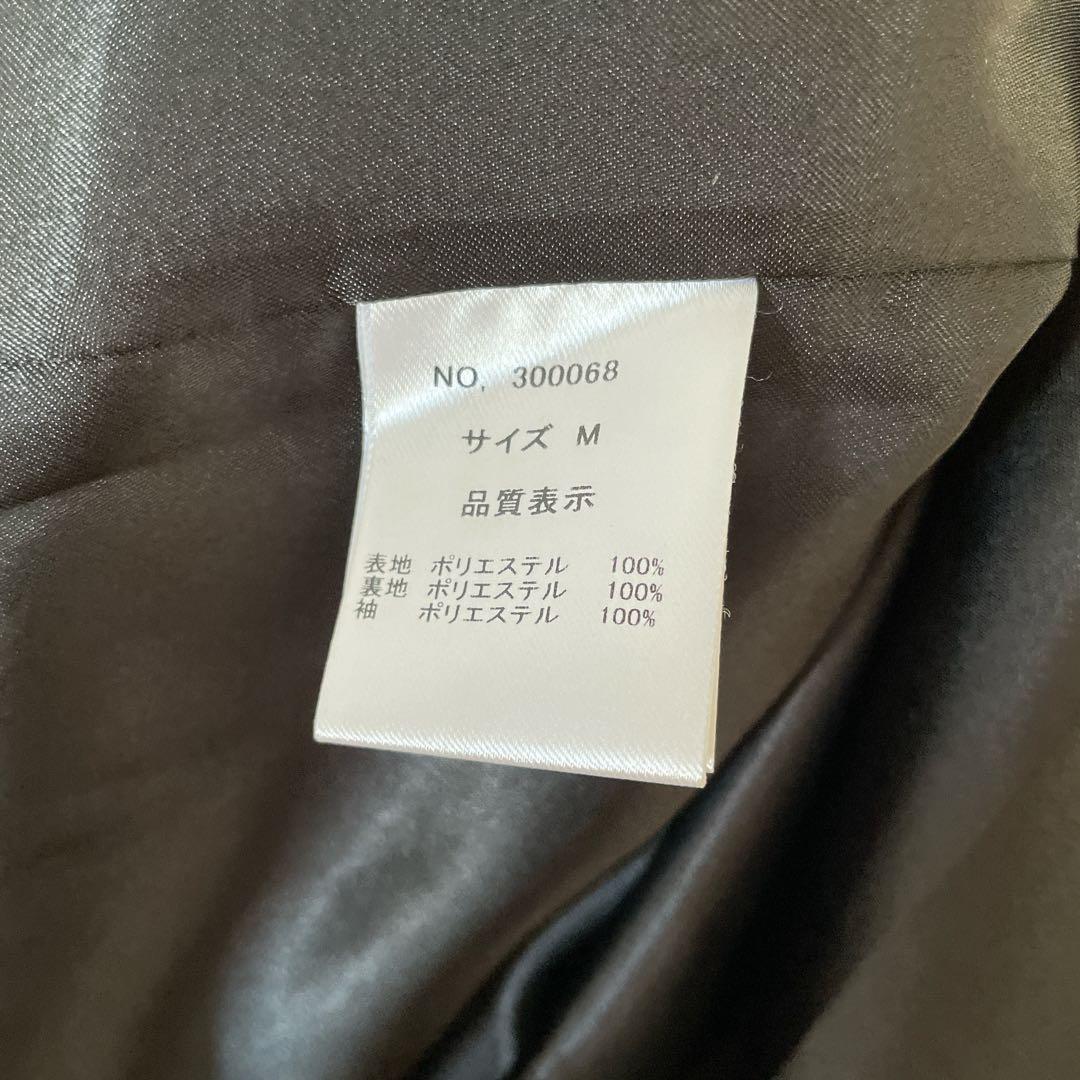 NO, 300068
サイズ M
品質表示
表地 ポリエステル 100%
裏地 ポリエステル 100%
袖 ポリエステル 100%